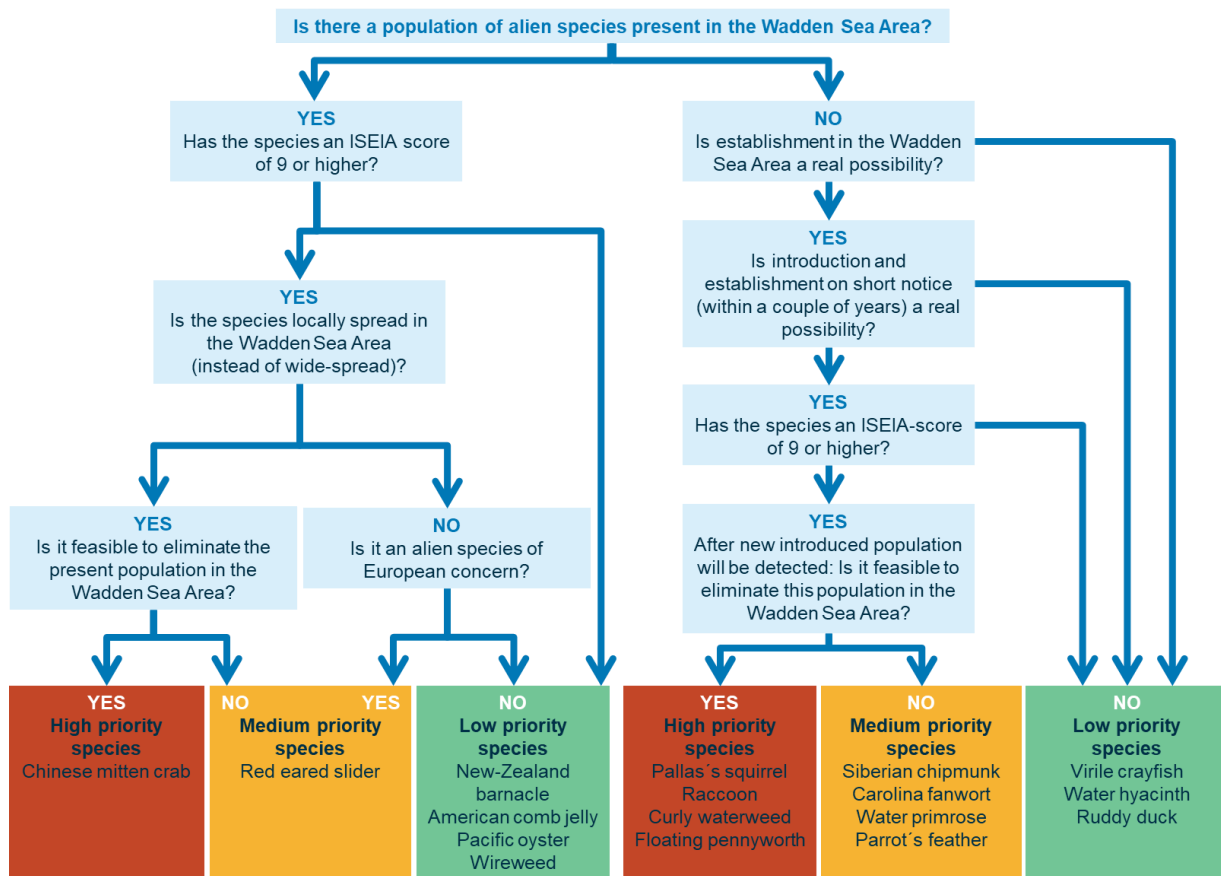 Is there a population of alien species present in the Wadden Sea Area?
YES
Has the species an ISEIA score
of 9 or higher?
NO
Is establishment in the Wadden
Sea Area a real possibility?
YES
Is the species locally spread in
the Wadden Sea Area
(instead of wide-spread)?
YES
Is introduction and
establishment on short notice
(within a couple of years) a real
possibility?
YES
Has the species an ISEIA-score
of 9 or higher?
YES
Is it feasible to eliminate the
present population in the
Wadden Sea Area?
NO
Is it an alien species of
European concern?
YES
After new introduced population
will be detected: Is it feasible to
eliminate this population in the
Wadden Sea Area?
YES
High priority
species
Chinese mitten crab
NO YES
Medium priority
species
Red eared slider
NO
Low priority
species
New-Zealand
barnacle
American comb jelly
Pacific oyster
Wireweed
YES
High priority
species
Pallas´s squirrel
Raccoon
Curly waterweed
Floating pennyworth
NO
Medium priority
species
Siberian chipmunk
Carolina fanwort
Water primrose
Parrot´s feather
NO
Low priority
species
Virile crayfish
Water hyacinth
Ruddy duck